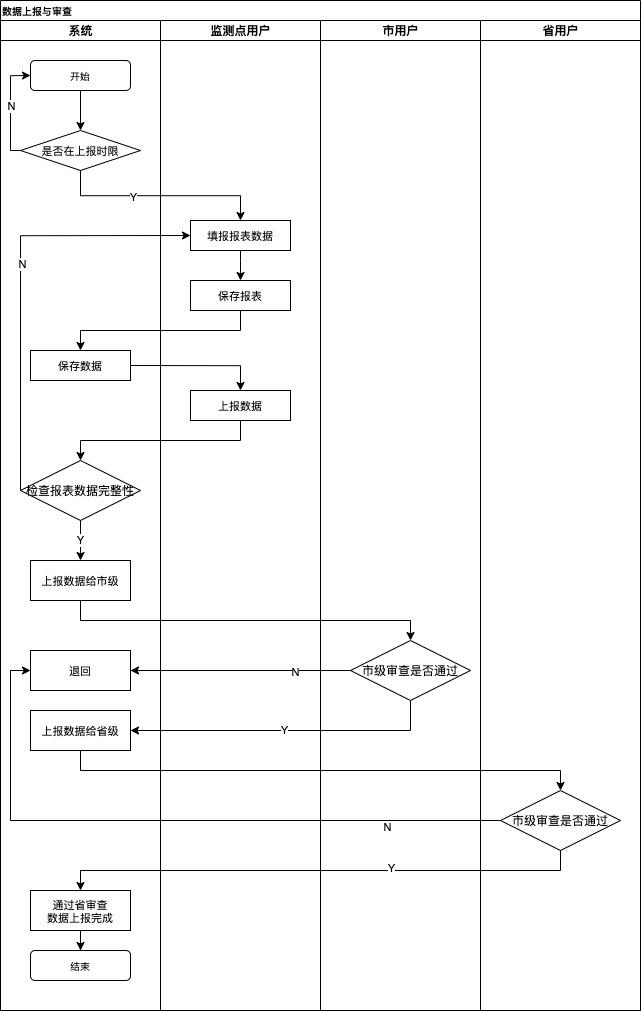 数据上报与审查
系统
监测点用户
市用户
省用户
开始
N
是否在上报时限
Y
填报报表数据
N
保存报表
保存数据
上报数据
检查报表数据完整性
Y
上报数据给市级
退回
N
市级审查是否通过
上报数据给省级
Y
市级审查是否通过
N
Y
通过省审查
数据上报完成
结束